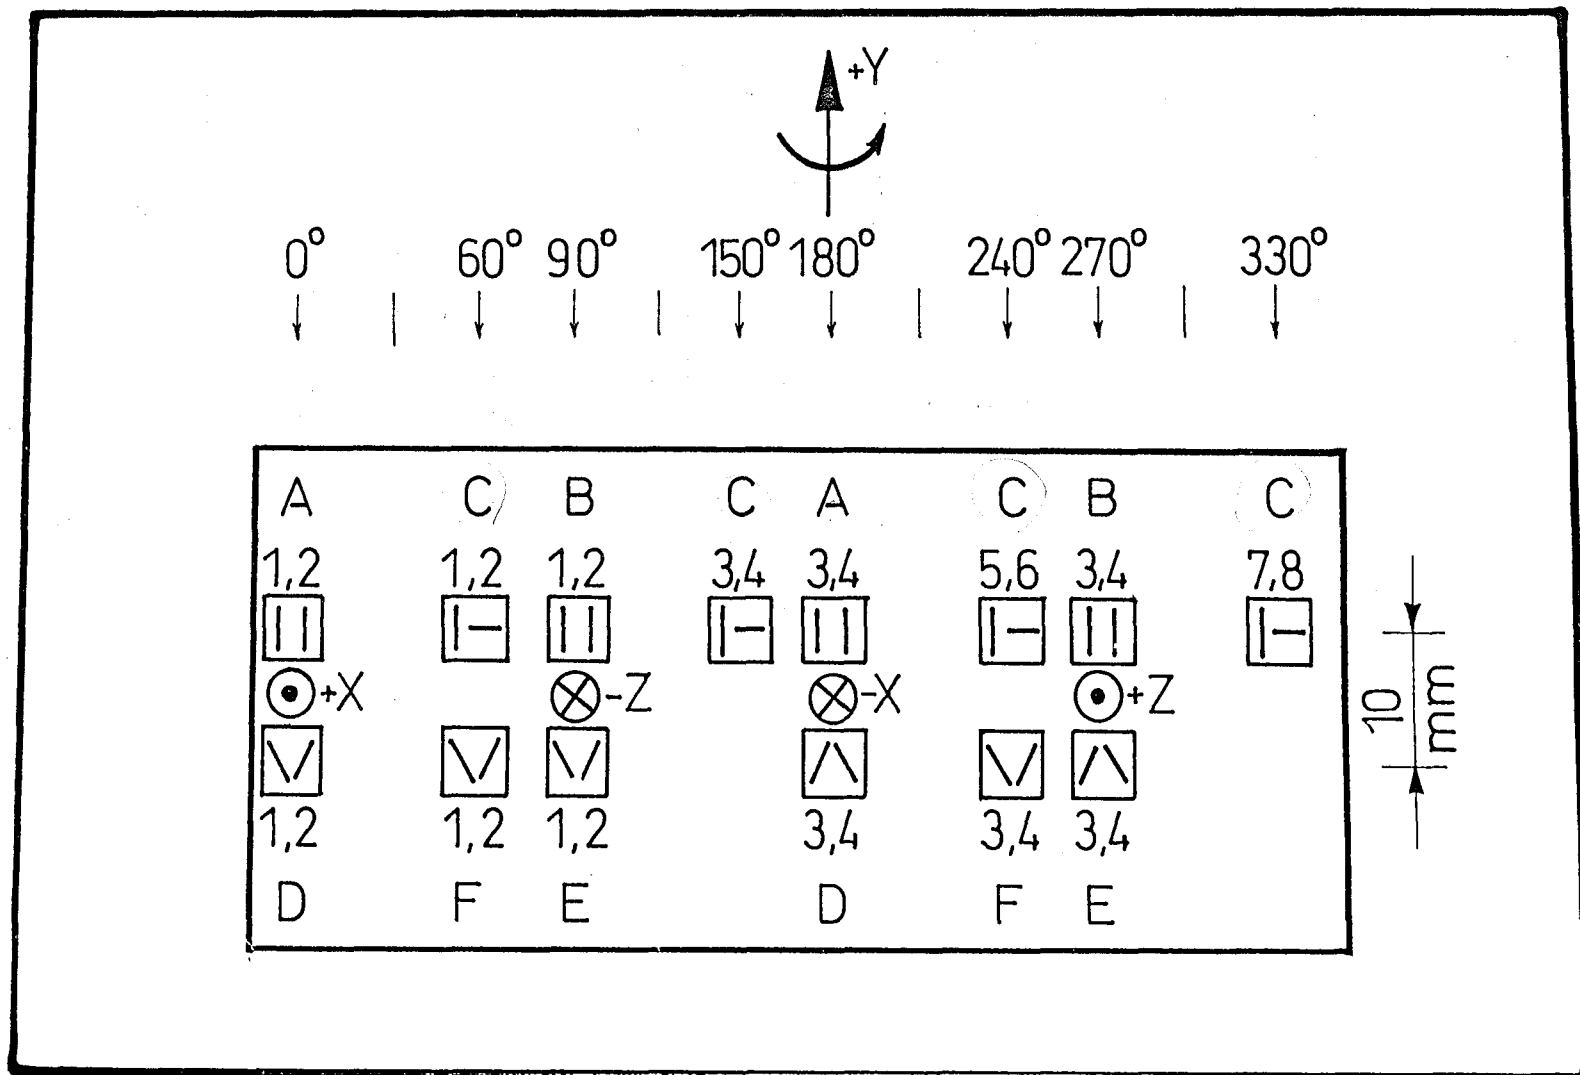 +Y
0° 60° 90° 150° 180° 240° 270° 330°
A C B C A C B C
1,2 1,2 1,2 3,4 3,4 5,6 3,4 7,8
+X -Z -X +Z
10 mm
1,2 1,2 1,2 3,4 3,4 3,4
D F E D F E